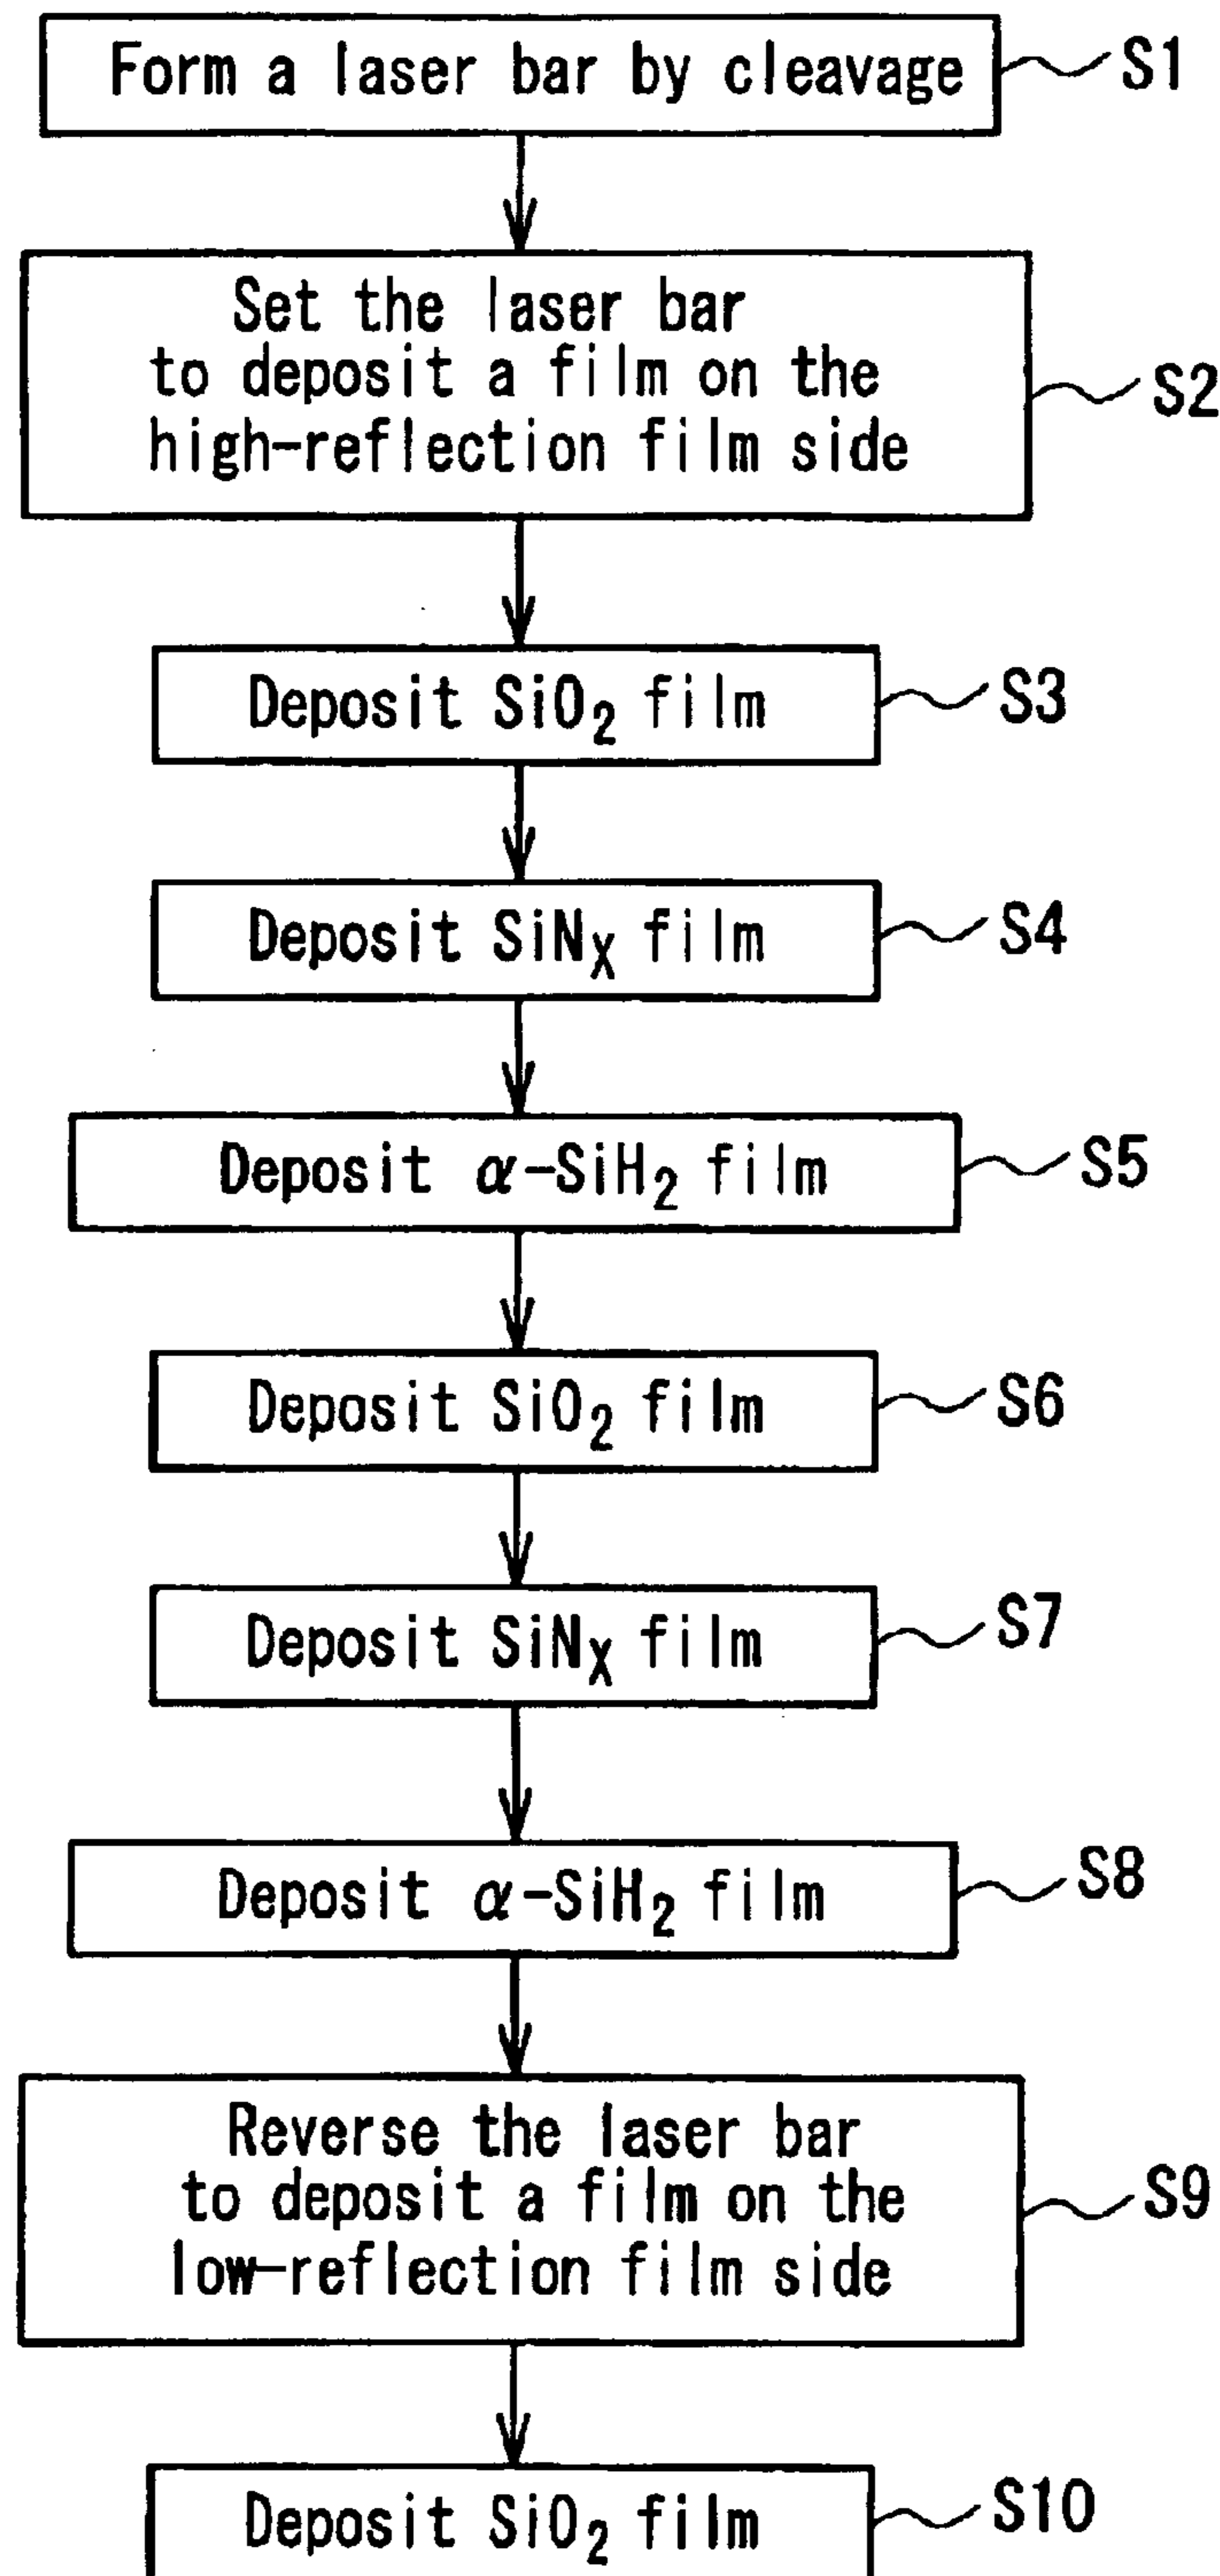 Form a laser bar by cleavage S1
Set the laser bar
to deposit a film on the
high-reflection film side S2
Deposit SiO₂ film S3
Deposit SiNX film S4
Deposit α-SiH₂ film S5
Deposit SiO₂ film S6
Deposit SiNX film S7
Deposit α-SiH₂ film S8
Reverse the laser bar
to deposit a film on the
low-reflection film side S9
Deposit SiO₂ film S10